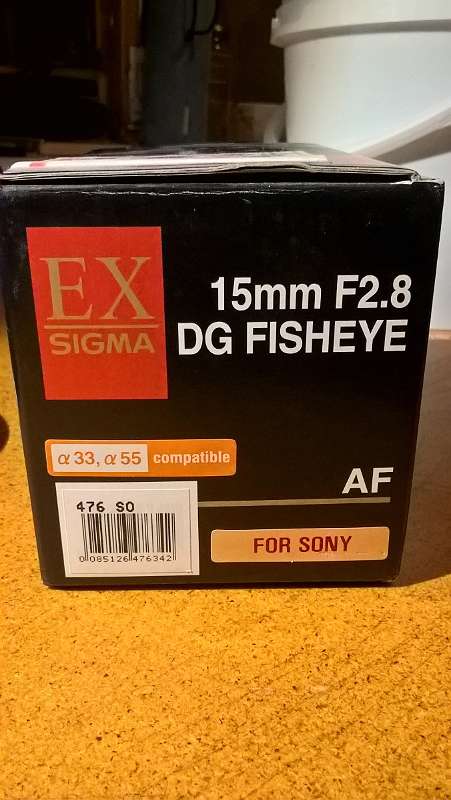 EX
SIGMA
15mm F2.8
DG FISHEYE
α33, α55 compatible
AF
476 SO
0 085126 476342
FOR SONY